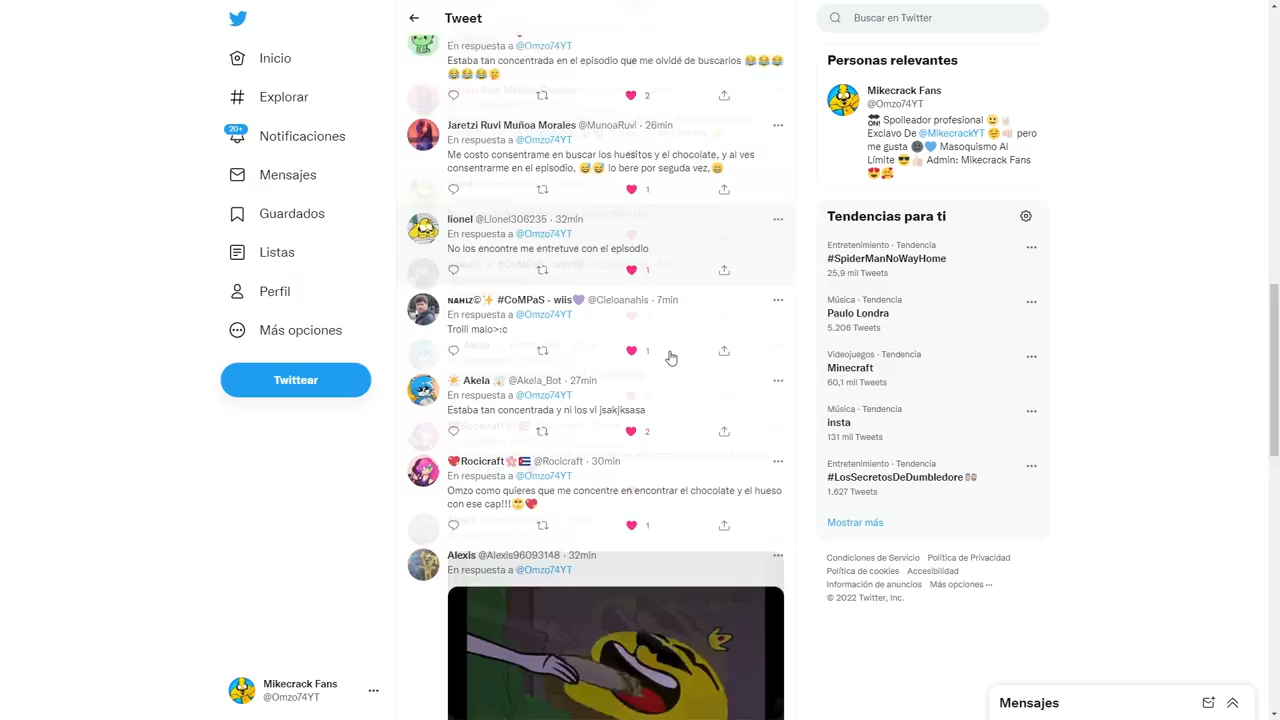 Inicio
Explorar
20+
Notificaciones
Mensajes
Guardados
Listas
Perfil
Más opciones
Twittear
Mikecrack Fans
@Omzo74YT
Tweet
En respuesta a @Omzo74YT
Estaba tan concentrada en el episodio que me olvidé de buscarlos 😂😂😂
😂😂😂🤔
2
Jaretzi Ruvi Muñoa Morales @MunoaRuvi · 26min
En respuesta a @Omzo74YT
Me costo consentrame en buscar los huesitos y el chocolate, y al ves
consentrarme en el episodio, 😅😅 lo bere por seguda vez,😄
1
lionel @Lionel306235 · 32min
En respuesta a @Omzo74YT
No los encontre me entretuve con el episodio
1
ɴᴀʜɪᴢ©✨ #CoMPaS - wiis💜 @Cieloanahis · 7min
En respuesta a @Omzo74YT
Trolli malo>:c
1
Akela @Akela_Bot · 27min
En respuesta a @Omzo74YT
Estaba tan concentrada y ni los vi jsakjksasa
2
💖Rocicraft🌸🇨🇺 @Rocicraft · 30min
En respuesta a @Omzo74YT
Omzo como quieres que me concentre en encontrar el chocolate y el hueso
con ese cap!!!🙄💖
1
Alexis @Alexis96093148 · 32min
En respuesta a @Omzo74YT
Buscar en Twitter
Personas relevantes
Mikecrack Fans
@Omzo74YT
🔛 Spoileador profesional 😃🤘🏻
Exclavo De @MikecrackYT 😌👊🏻 pero
me gusta 🌚💙 Masoquismo Al
Límite 😎👍🏻 Admin: Mikecrack Fans
😍🥰
Tendencias para ti
Entretenimiento · Tendencia
#SpiderManNoWayHome
25,9 mil Tweets
Música · Tendencia
Paulo Londra
5.206 Tweets
Videojuegos · Tendencia
Minecraft
60,1 mil Tweets
Música · Tendencia
insta
131 mil Tweets
Entretenimiento · Tendencia
#LosSecretosDeDumbledore
1.627 Tweets
Mostrar más
Condiciones de Servicio Política de Privacidad
Política de cookies Accesibilidad
Información de anuncios Más opciones ···
© 2022 Twitter, Inc.
Mensajes